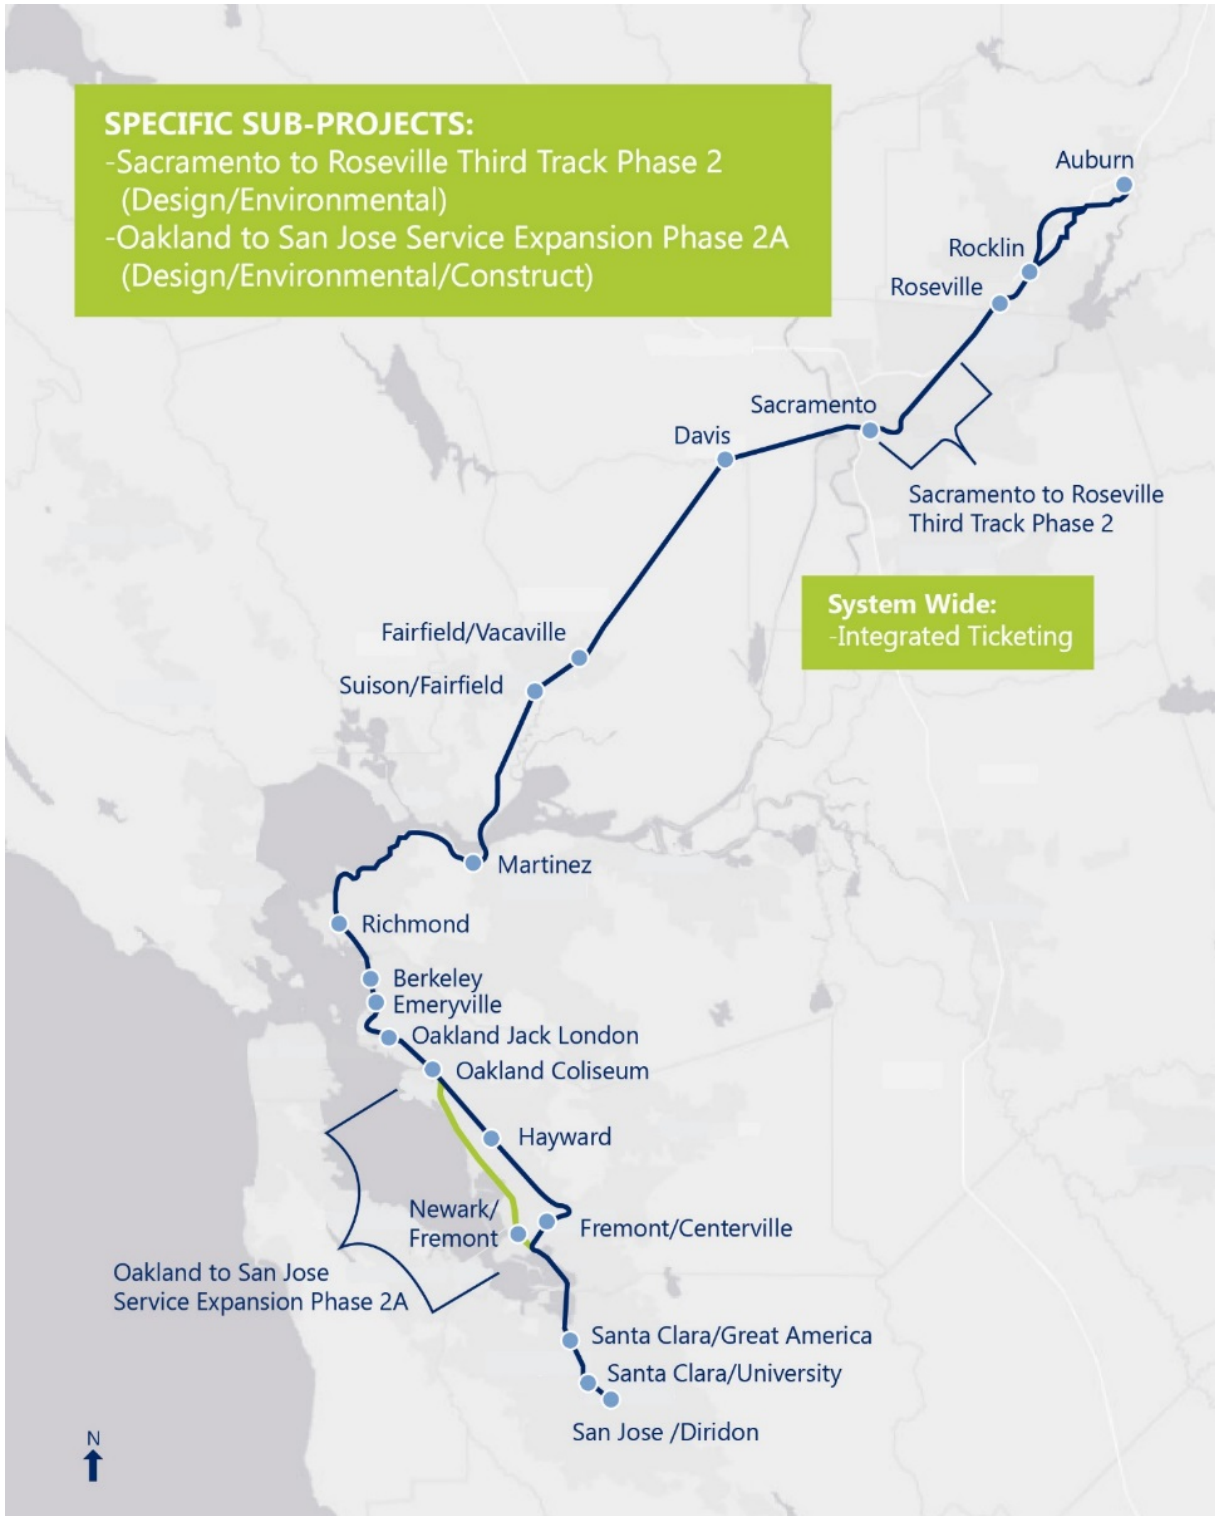 SPECIFIC SUB-PROJECTS:
-Sacramento to Roseville Third Track Phase 2
(Design/Environmental)
-Oakland to San Jose Service Expansion Phase 2A
(Design/Environmental/Construct)
Auburn
Rocklin
Roseville
Sacramento
Davis
Sacramento to Roseville
Third Track Phase 2
System Wide:
-Integrated Ticketing
Fairfield/Vacaville
Suison/Fairfield
Martinez
Richmond
Berkeley
Emeryville
Oakland Jack London
Oakland Coliseum
Hayward
Newark/
Fremont
Fremont/Centerville
Oakland to San Jose
Service Expansion Phase 2A
Santa Clara/Great America
Santa Clara/University
San Jose /Diridon
N